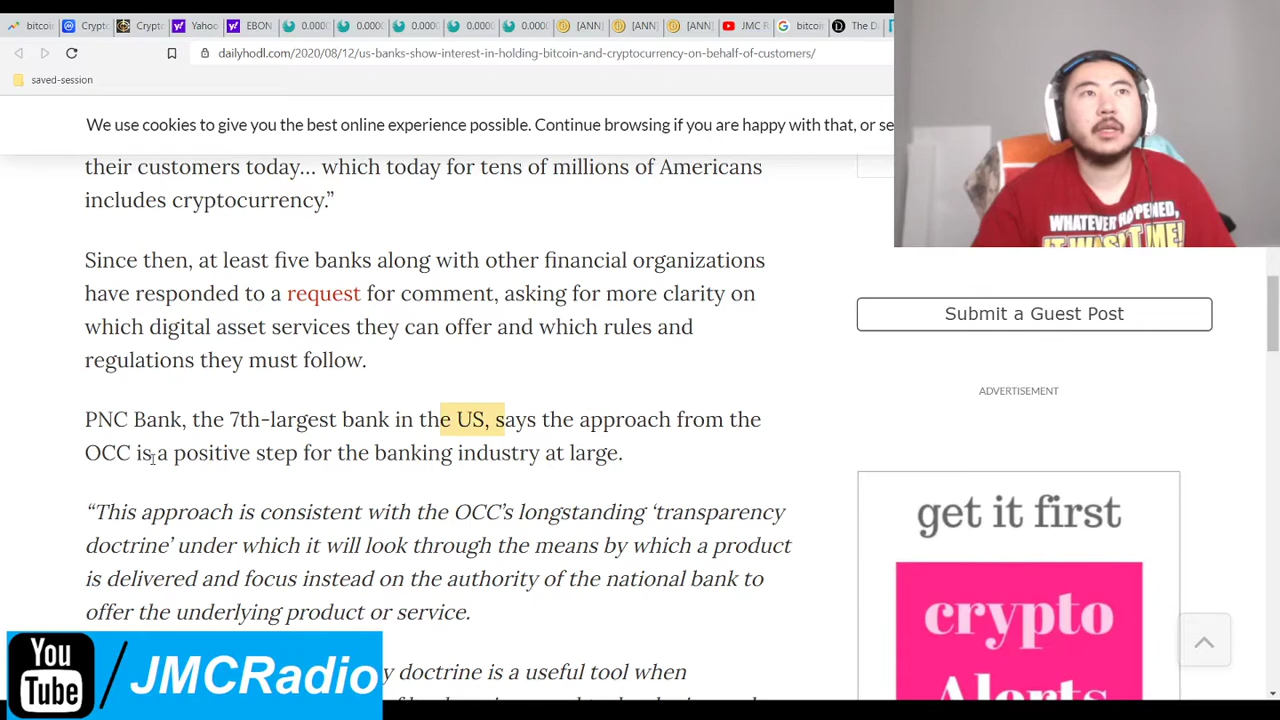 bitcoin
Crypto
Crypt
Yahoo
EBON
0.000(
0.000(
0.000(
0.000(
0.000(
[ANN]
[ANN]
[ANN]
JMC R
bitcoin
The D
dailyhodl.com/2020/08/12/us-banks-show-interest-in-holding-bitcoin-and-cryptocurrency-on-behalf-of-customers/
saved-session
We use cookies to give you the best online experience possible. Continue browsing if you are happy with that, or se
their customers today… which today for tens of millions of Americans
includes cryptocurrency.”
Since then, at least five banks along with other financial organizations
have responded to a request for comment, asking for more clarity on
which digital asset services they can offer and which rules and
regulations they must follow.
PNC Bank, the 7th-largest bank in the US, says the approach from the
OCC is a positive step for the banking industry at large.
“This approach is consistent with the OCC’s longstanding ‘transparency
doctrine’ under which it will look through the means by which a product
is delivered and focus instead on the authority of the national bank to
offer the underlying product or service.
y doctrine is a useful tool when
WHATEVER HAPPENED,
IT WASN'T ME!
Submit a Guest Post
ADVERTISEMENT
get it first
crypto
Alerts
You
Tube
/JMCRadio